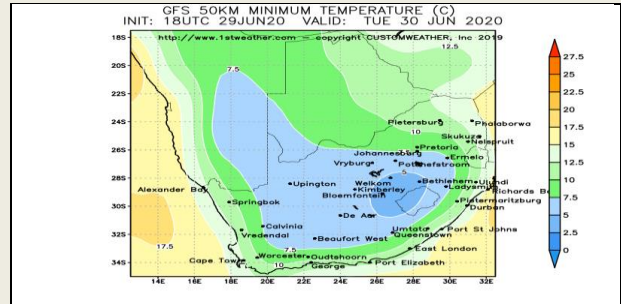 GFS 50KM MINIMUM TEMPERATURE (C)
INIT: 18UTC 29JUN20 VALID: TUE 30 JUN 2020
http://www.1stweather.com copyright CUSTOMWEATHER, Inc 2019
18S
12.5
7.5
20S
22S
24S
Pietersburg
Phalaborwa
10
Skukuza
Nelspruit
26S
Pretoria
Johannesburg
Ermelo
Vryburg
Potchefstroom
5
28S
Welkom
Bethlehem
Ulundi
Alexander Bay
Upington
Kimberley
Ladysmith
Richards B
Bloemfontein
Springbok
Pietermaritzburg
30S
De Aar
Durban
Calvinia
Umtata
Port St Johns
Vredendal
Queenstown
32S
Beaufort West
17.5
7.5
East London
Worcester
Oudtshoorn
Cape Town
34S
10
George
Port Elizabeth
14E 16E 18E 20E 22E 24E 26E 28E 30E 32E
27.5
25
22.5
20
17.5
15
12.5
10
7.5
5
2.5
0